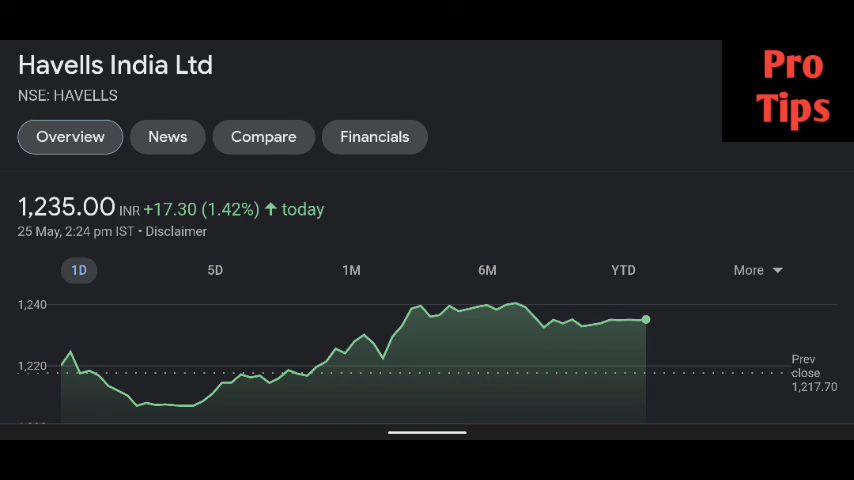 Havells India Ltd
NSE: HAVELLS
Pro
Tips
Overview News Compare Financials
1,235.00 INR +17.30 (1.42%) ↑ today
25 May, 2:24 pm IST • Disclaimer
1D 5D 1M 6M YTD More
1,240
1,220
Prev
close
1,217.70